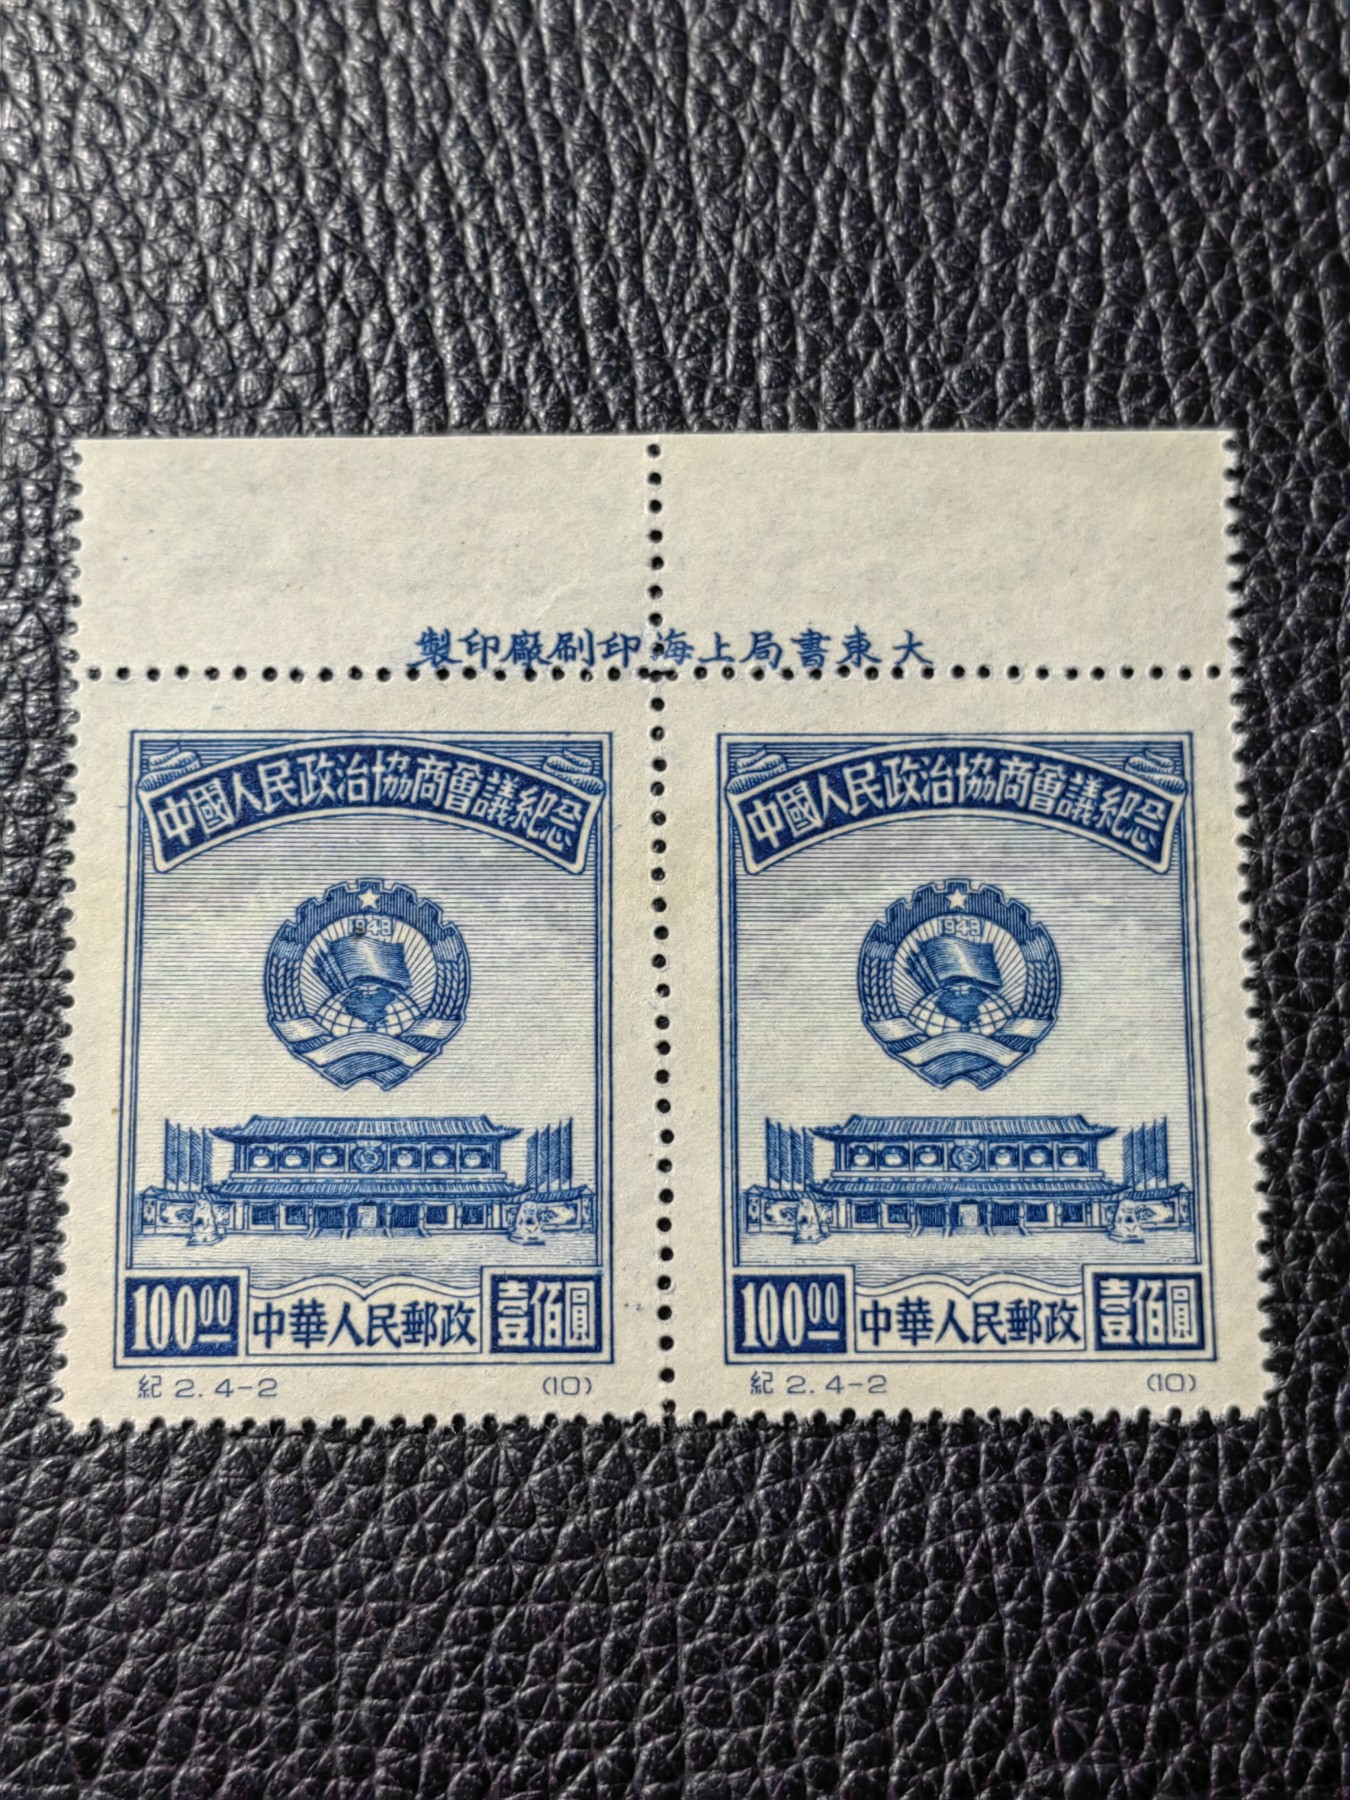 大東書局上海印刷廠印製
中國人民政治協商會議紀念
1949
100.00 中華人民郵政 壹佰圓
紀 2. 4-2 (10)
中國人民政治協商會議紀念
1949
100.00 中華人民郵政 壹佰圓
紀 2. 4-2 (10)